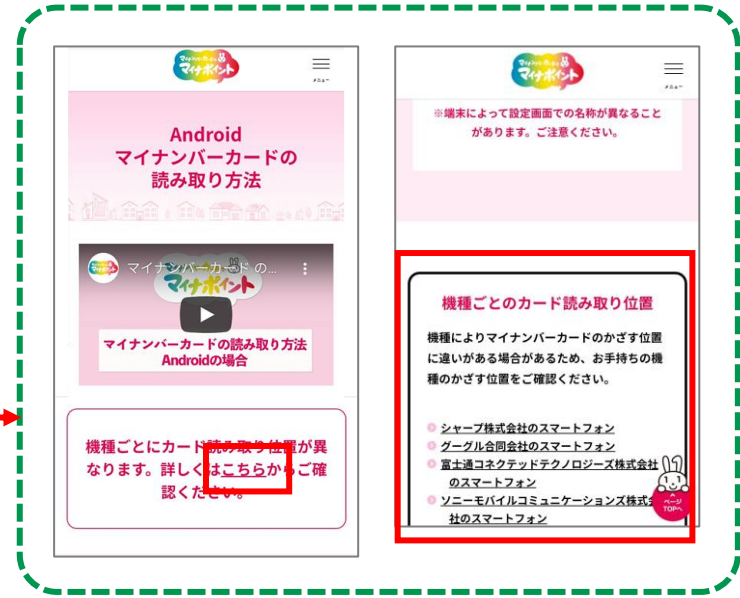 マイナポイント
メニュー
Android
マイナンバーカードの
読み取り方法
マイナンバーカード の...
マイナポイント
マイナンバーカードの読み取り方法
Androidの場合
機種ごとにカード読み取り位置が異
なります。詳しくはこちらからご確
認ください。
マイナポイント
メニュー
※端末によって設定画面での名称が異なること
があります。ご注意ください。
機種ごとのカード読み取り位置
機種によりマイナンバーカードのかざす位置
に違いがある場合があるため、お手持ちの機
種のかざす位置をご確認ください。
シャープ株式会社のスマートフォン
グーグル合同会社のスマートフォン
富士通コネクテッドテクノロジーズ株式会社
のスマートフォン
ソニーモバイルコミュニケーションズ株式会
社のスマートフォン
ページ
TOPへ